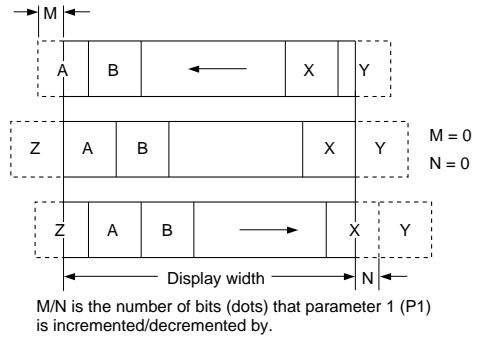 M
A B X Y
Z A B X Y
M = 0
N = 0
Z A B X Y
Display width N
M/N is the number of bits (dots) that parameter 1 (P1)
is incremented/decremented by.